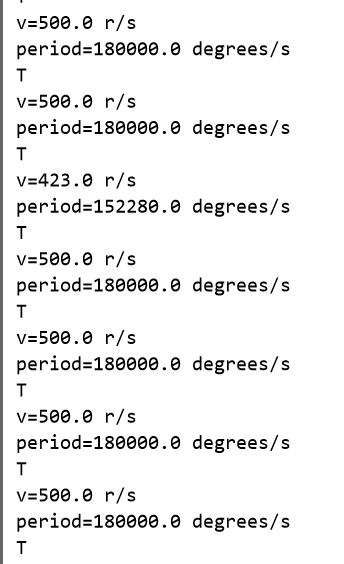 v=500.0 r/s
period=180000.0 degrees/s
T
v=500.0 r/s
period=180000.0 degrees/s
T
v=423.0 r/s
period=152280.0 degrees/s
T
v=500.0 r/s
period=180000.0 degrees/s
T
v=500.0 r/s
period=180000.0 degrees/s
T
v=500.0 r/s
period=180000.0 degrees/s
T
v=500.0 r/s
period=180000.0 degrees/s
T